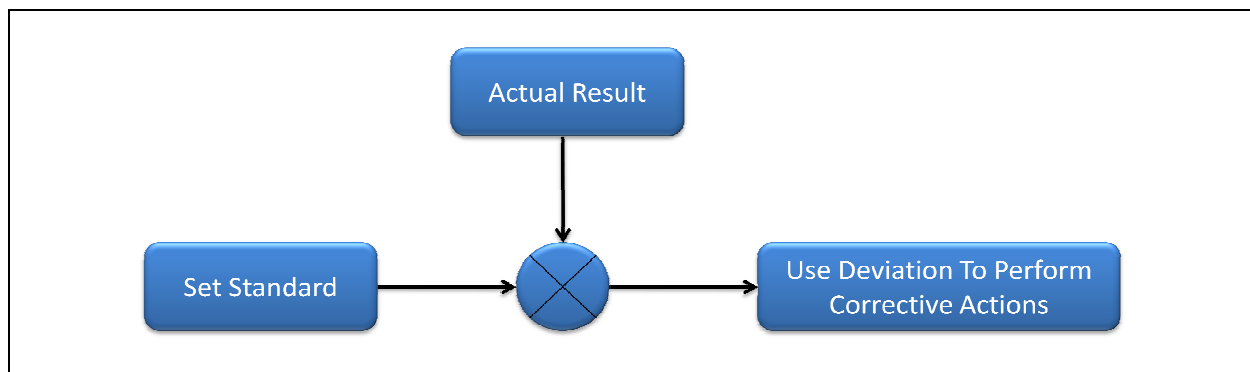 Actual Result
Set Standard
Use Deviation To Perform
Corrective Actions